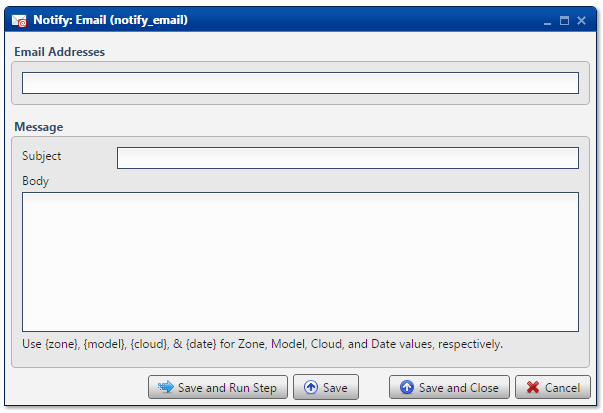 Notify: Email (notify_email)
Email Addresses
Message
Subject
Body
Use {zone}, {model}, {cloud}, & {date} for Zone, Model, Cloud, and Date values, respectively.
Save and Run Step Save Save and Close Cancel